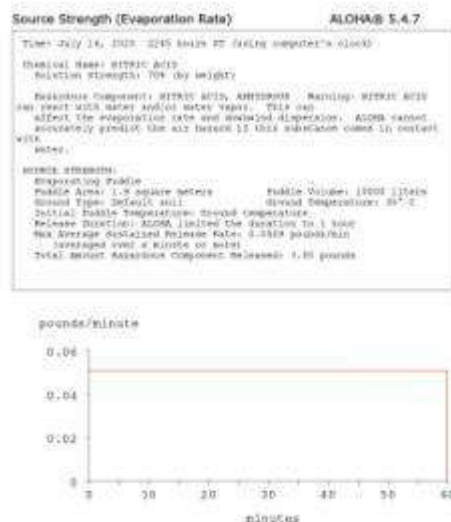 Source Strength (Evaporation Rate) ALOHA® 5.4.7
Time: July 14, 2020 2245 hours ST (using computer's clock)
Chemical Name: NITRIC ACID
Solution Strength: 70% (by weight)
Hazardous Component: NITRIC ACID, ANHYDROUS Warning: NITRIC ACID
can react with water and/or water vapor. This can
affect the evaporation rate and downwind dispersion. ALOHA cannot
accurately predict the air hazard if this substance comes in contact
with
water.
SOURCE STRENGTH:
Evaporating Puddle
Puddle Area: 1.9 square meters Puddle Volume: 10000 liters
Ground Type: Default soil Ground Temperature:
Initial Puddle Temperature: Ground temperature
Release Duration: ALOHA limited the duration to 1 hour
Max Average Sustained Release Rate: pounds/min
(averaged over a minute or more)
Total Amount Hazardous Component Released: pounds
pounds/minute
0.06
0.04
0.02
0
0 10 20 30 40 50 60
minutes